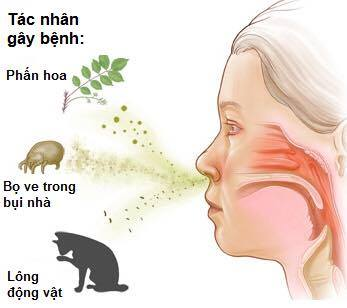 Tác nhân
gây bệnh:
Phấn hoa
Bọ ve trong
bụi nhà
Lông
động vật